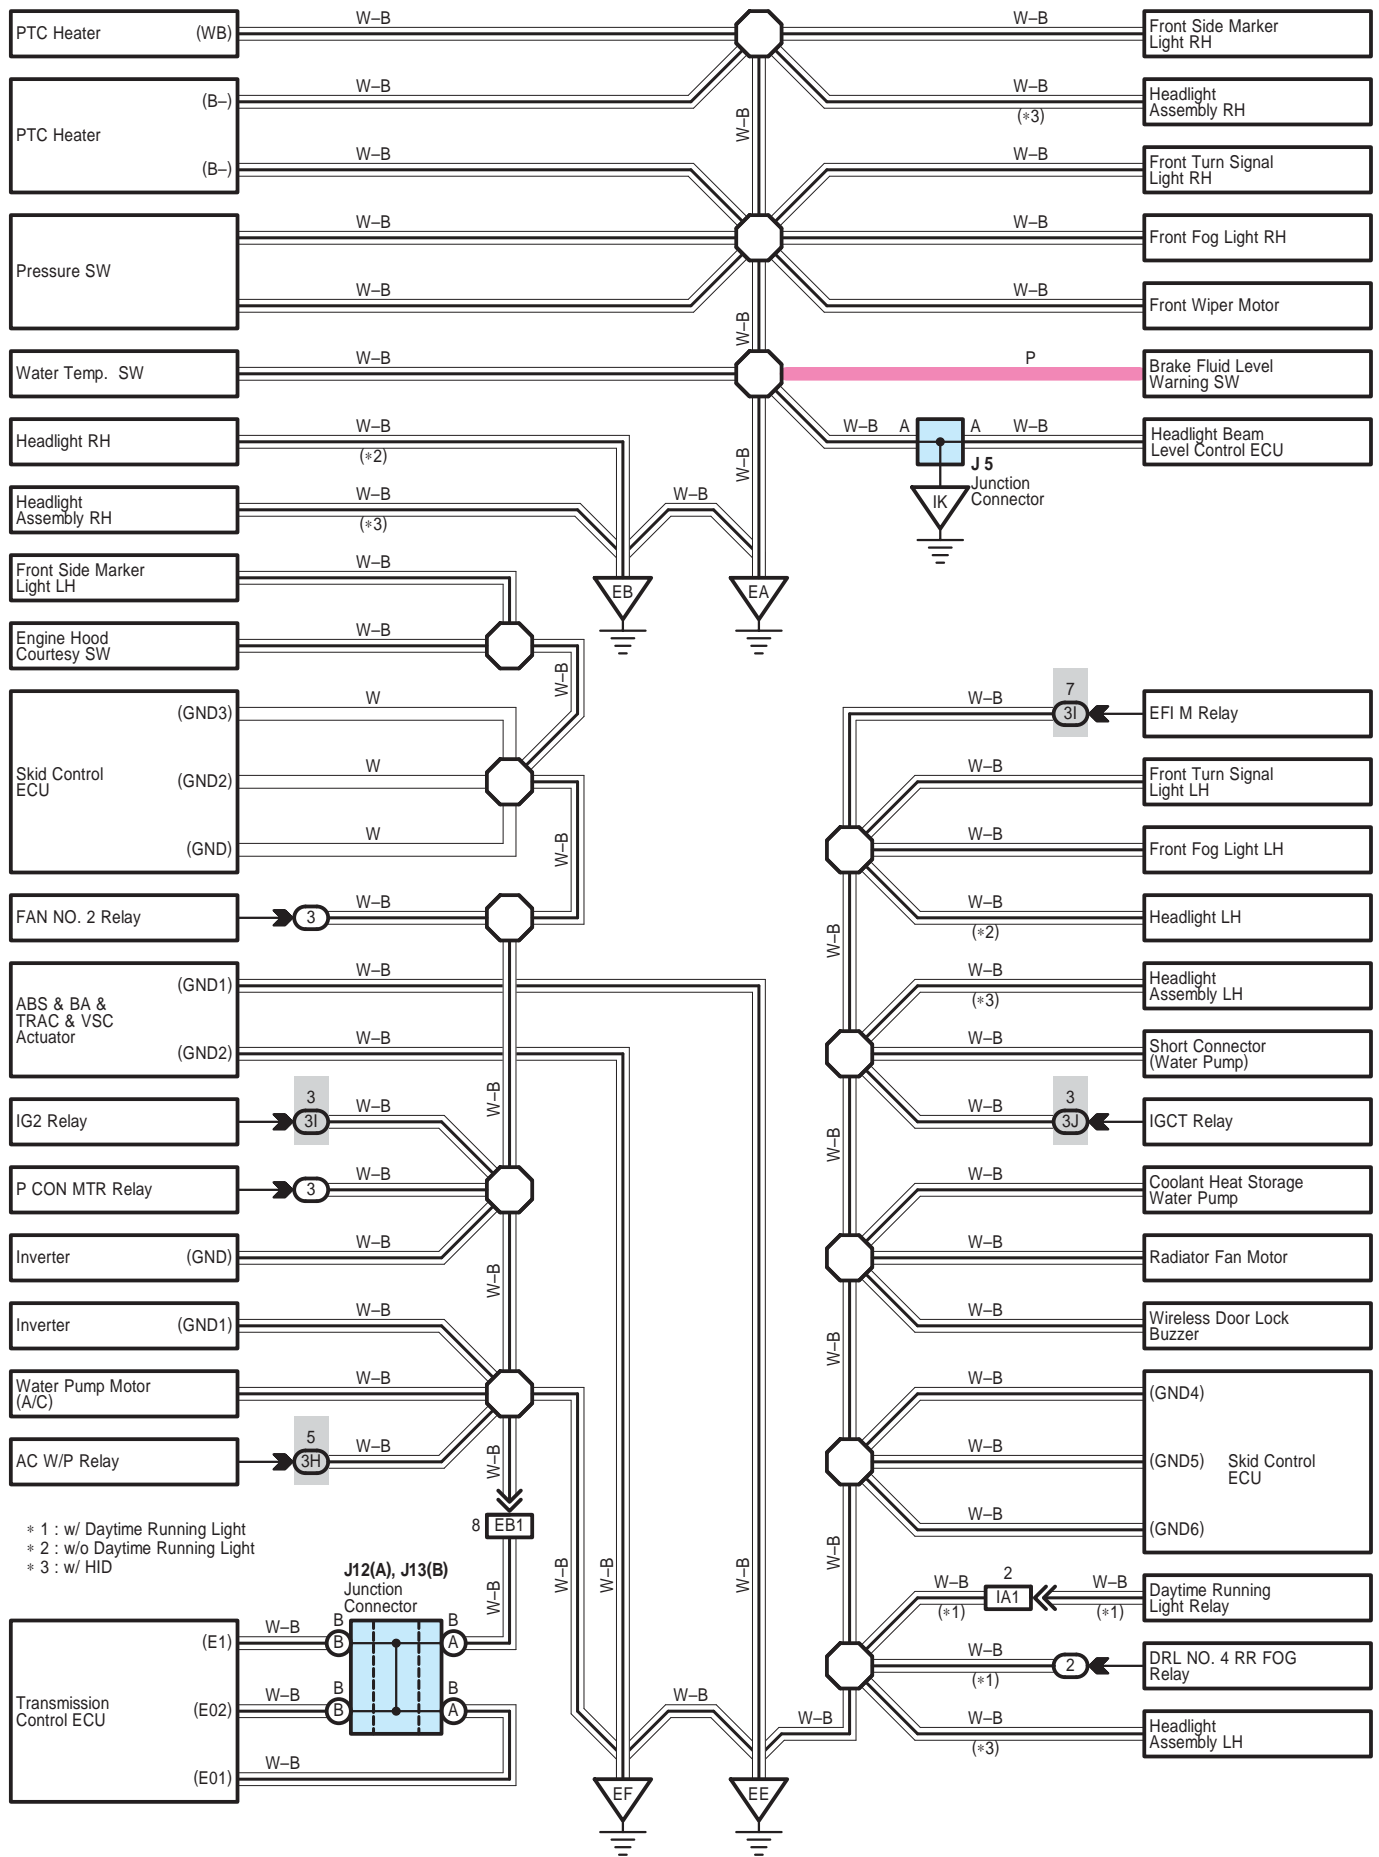 PTC Heater (WB) W–B W–B Front Side Marker
Light RH
W–B
PTC Heater (B–) W–B W–B (∗3) Headlight
Assembly RH
(B–) W–B W–B Front Turn Signal
Light RH
Pressure SW W–B W–B Front Fog Light RH
W–B
W–B W–B Front Wiper Motor
Water Temp. SW W–B P Brake Fluid Level
Warning SW
Headlight RH W–B (∗2) W–B W–B A A W–B Headlight Beam
Level Control ECU
J 5
Junction
Connector
IK
Headlight
Assembly RH W–B (∗3) W–B
Front Side Marker
Light LH W–B
EB EA
Engine Hood
Courtesy SW W–B W–B
Skid Control
ECU
(GND3) W
(GND2) W
(GND) W
W–B
W–B 7 3I EFI M Relay
W–B Front Turn Signal
Light LH
W–B Front Fog Light LH
W–B (∗2) Headlight LH
W–B
FAN NO. 2 Relay 3 W–B
ABS & BA &
TRAC & VSC
Actuator
(GND1) W–B
(GND2) W–B
W–B
W–B (∗3) Headlight
Assembly LH
W–B Short Connector
(Water Pump)
W–B 3 3J IGCT Relay
W–B
IG2 Relay 3 3I W–B
P CON MTR Relay 3 W–B
Inverter (GND) W–B
W–B
W–B Coolant Heat Storage
Water Pump
W–B Radiator Fan Motor
W–B Wireless Door Lock
Buzzer
W–B
Inverter (GND1) W–B
Water Pump Motor
(A/C) W–B
AC W/P Relay 5 3H W–B
W–B
8 EB1
W–B (GND4)
W–B (GND5) Skid Control
ECU
W–B (GND6)
W–B
∗ 1 : w/ Daytime Running Light
∗ 2 : w/o Daytime Running Light
∗ 3 : w/ HID
J12(A), J13(B)
Junction
Connector
W–B W–B W–B
W–B (∗1) 2 IA1 W–B (∗1) Daytime Running
Light Relay
W–B (∗1) 2 DRL NO. 4 RR FOG
Relay
W–B (∗3) Headlight
Assembly LH
Transmission
Control ECU
(E1) W–B B B B A
(E02) W–B B B B A
(E01) W–B
W–B W–B
EF EE